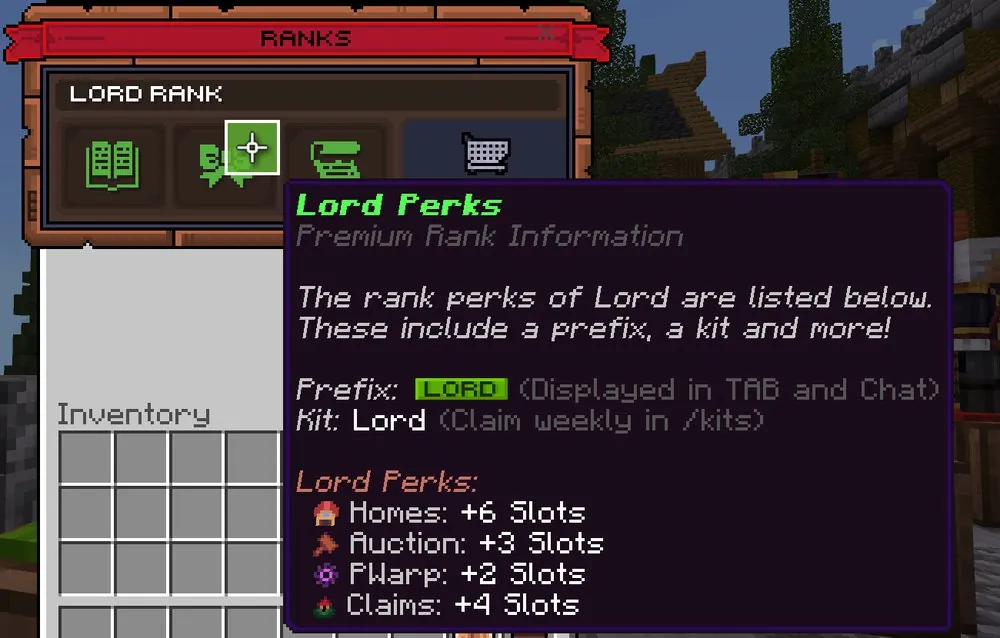 RANKS
LORD RANK
Lord Perks
Premium Rank Information
The rank perks of Lord are listed below.
These include a prefix, a kit and more!
Prefix: LORD (Displayed in TAB and Chat)
Kit: Lord (Claim weekly in /kits)
Inventory
Lord Perks:
Homes: +6 Slots
Auction: +3 Slots
PWarp: +2 Slots
Claims: +4 Slots